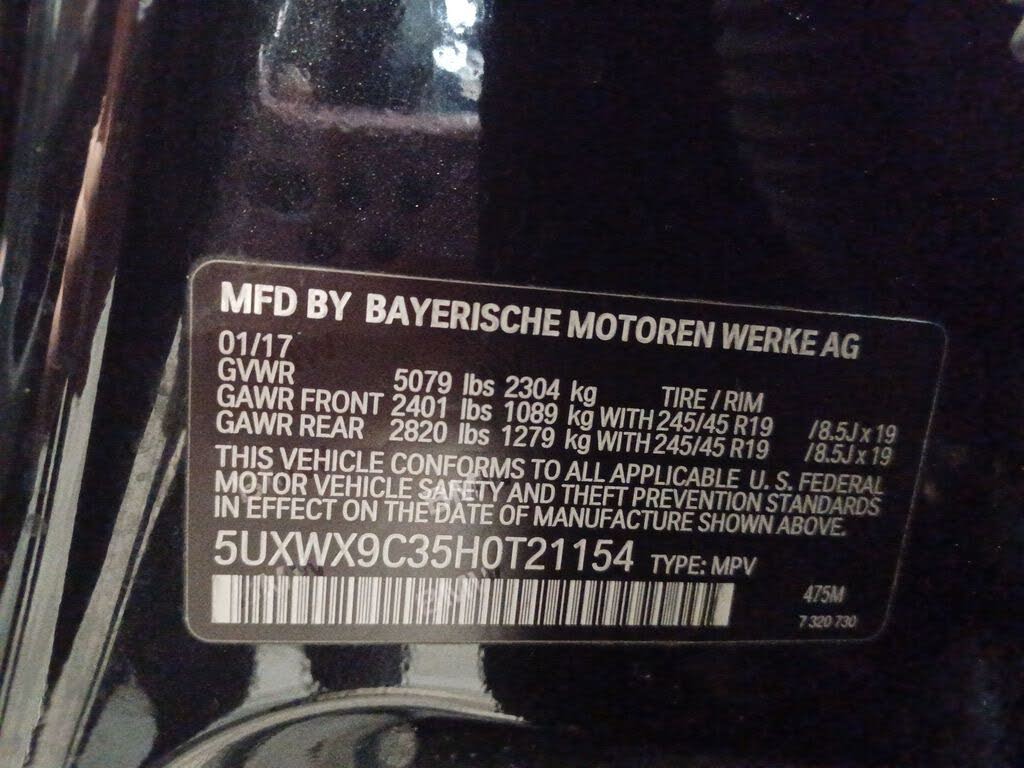 MFD BY BAYERISCHE MOTOREN WERKE AG
01/17
GVWR 5079 lbs 2304 kg TIRE / RIM
GAWR FRONT 2401 lbs 1089 kg WITH 245/45 R19 /8.5J x 19
GAWR REAR 2820 lbs 1279 kg WITH 245/45 R19 /8.5J x 19
THIS VEHICLE CONFORMS TO ALL APPLICABLE U.S. FEDERAL
MOTOR VEHICLE SAFETY AND THEFT PREVENTION STANDARDS
IN EFFECT ON THE DATE OF MANUFACTURE SHOWN ABOVE.
5UXWX9C35H0T21154 TYPE: MPV
475M
7 320 730